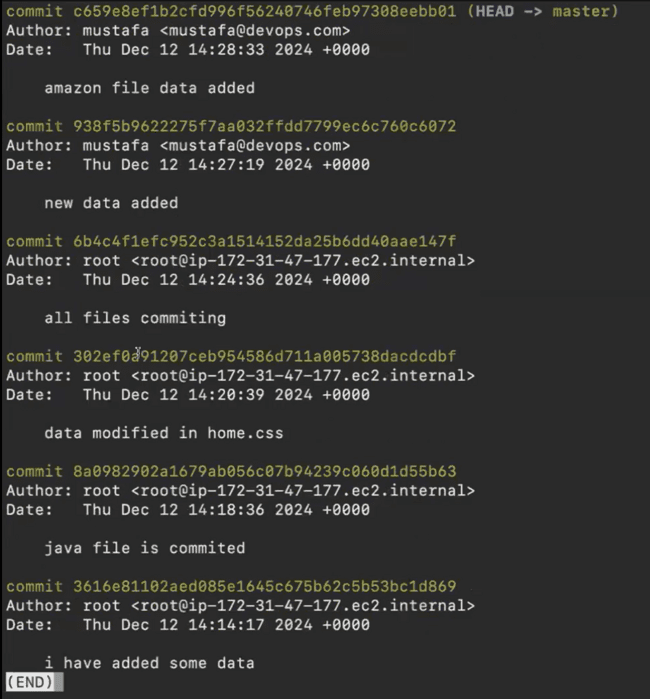 commit c659e8ef1b2cfd996f56240746feb97308eebb01 (HEAD -> master)
Author: mustafa <mustafa@devops.com>
Date:   Thu Dec 12 14:28:33 2024 +0000
    amazon file data added
commit 938f5b9622275f7aa032ffdd7799ec6c760c6072
Author: mustafa <mustafa@devops.com>
Date:   Thu Dec 12 14:27:19 2024 +0000
    new data added
commit 6b4c4f1efc952c3a1514152da25b6dd40aae147f
Author: root <root@ip-172-31-47-177.ec2.internal>
Date:   Thu Dec 12 14:24:36 2024 +0000
    all files commiting
commit 302ef0a91207ceb954586d711a005738dacdcdbf
Author: root <root@ip-172-31-47-177.ec2.internal>
Date:   Thu Dec 12 14:20:39 2024 +0000
    data modified in home.css
commit 8a0982902a1679ab056c07b94239c060d1d55b63
Author: root <root@ip-172-31-47-177.ec2.internal>
Date:   Thu Dec 12 14:18:36 2024 +0000
    java file is commited
commit 3616e81102aed085e1645c675b62c5b53bc1d869
Author: root <root@ip-172-31-47-177.ec2.internal>
Date:   Thu Dec 12 14:14:17 2024 +0000
    i have added some data
(END)